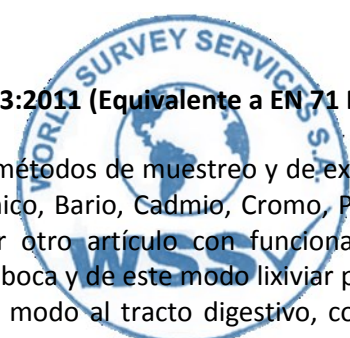 WORLD SURVEY SERVICES S.A.
WSS
3:2011 (Equivalente a EN 71
métodos de muestreo y de ex
nico, Bario, Cadmio, Cromo, P
r otro artículo con funciona
boca y de este modo lixiviar p
modo al tracto digestivo, co